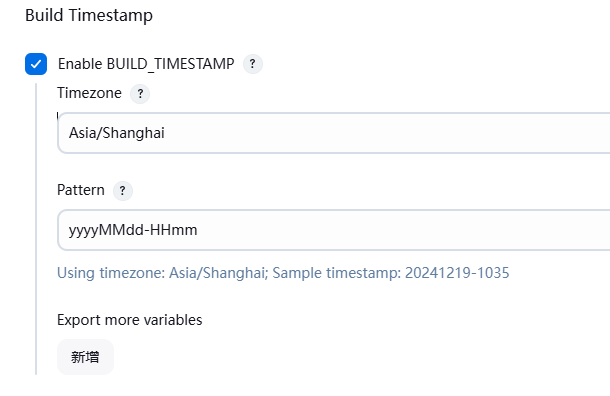 Build Timestamp
Enable BUILD_TIMESTAMP ?
Timezone ?
Asia/Shanghai
Pattern ?
yyyyMMdd-HHmm
Using timezone: Asia/Shanghai; Sample timestamp: 20241219-1035
Export more variables
新增